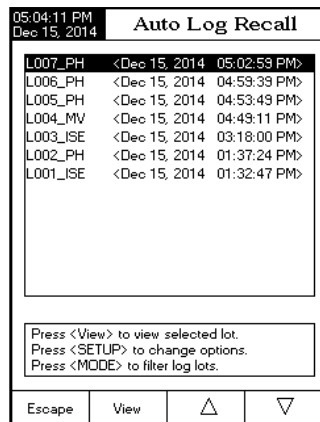 05:04:11 PM
Dec 15, 2014
Auto Log Recall
L007_PH <Dec 15, 2014 05:02:59 PM>
L006_PH <Dec 15, 2014 04:59:39 PM>
L005_PH <Dec 15, 2014 04:53:49 PM>
L004_MV <Dec 15, 2014 04:49:11 PM>
L003_ISE <Dec 15, 2014 03:18:00 PM>
L002_PH <Dec 15, 2014 01:37:24 PM>
L001_ISE <Dec 15, 2014 01:32:47 PM>
Press <View> to view selected lot.
Press <SETUP> to change options.
Press <MODE> to filter log lots.
Escape View